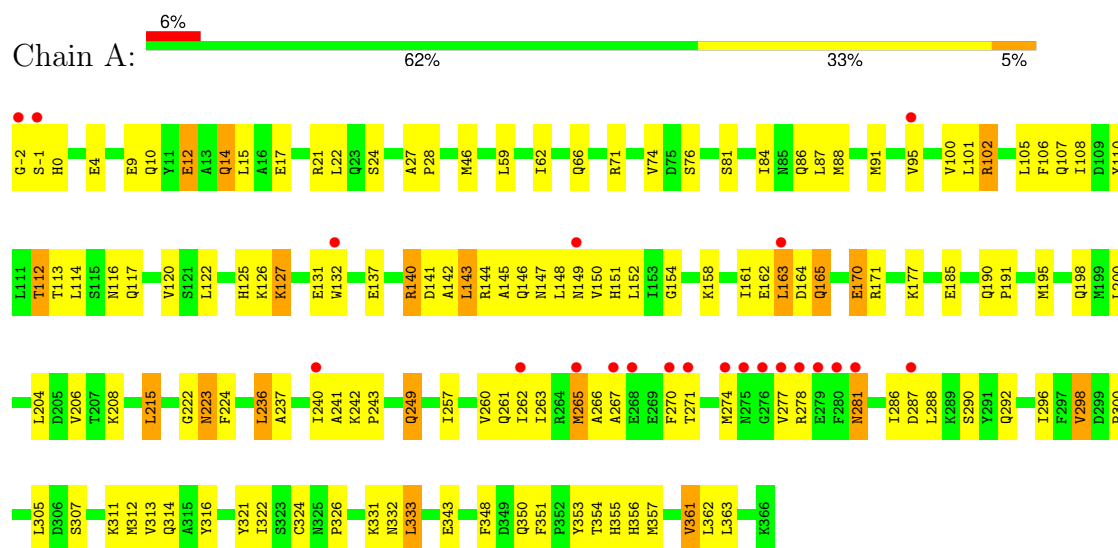 6%
Chain A:
62% 33% 5%
G-2 S-1 H0 E4 E9 Q10 Y11 E12 A13 Q14 L15 A16 E17 R21 L22 Q23 S24 A27 P28 M46 L59 I62 Q66 R71 V74 D75 S76 S81 I84 N85 Q86 L87 M88 M91 V95 V100 L101 R102 L105 F106 Q107 I108 D109 Y110
L111 T112 T113 L114 S115 N116 Q117 V120 S121 L122 H125 K126 K127 E131 W132 E137 R140 D141 A142 L143 R144 A145 Q146 N147 L148 N149 V150 H151 L152 I153 G154 K158 I161 E162 L163 D164 Q165 E170 R171 K177 E185 Q190 P191 M195 Q198 M199 L200
L204 D205 V206 T207 K208 L215 G222 N223 F224 L236 A237 I240 A241 K242 P243 Q249 I257 V260 Q261 I262 I263 R264 M265 A266 A267 E268 E269 F270 T271 M274 N275 G276 V277 R278 E279 F280 N281 I286 D287 L288 K289 S290 Y291 Q292 I296 F297 V298 D299
L305 D306 S307 K311 M312 V313 Q314 A315 Y316 Y321 I322 S323 C324 N325 P326 K331 N332 L333 E343 F348 D349 Q350 F351 P352 Y353 T354 H355 H356 M357 V361 L362 L363 K366